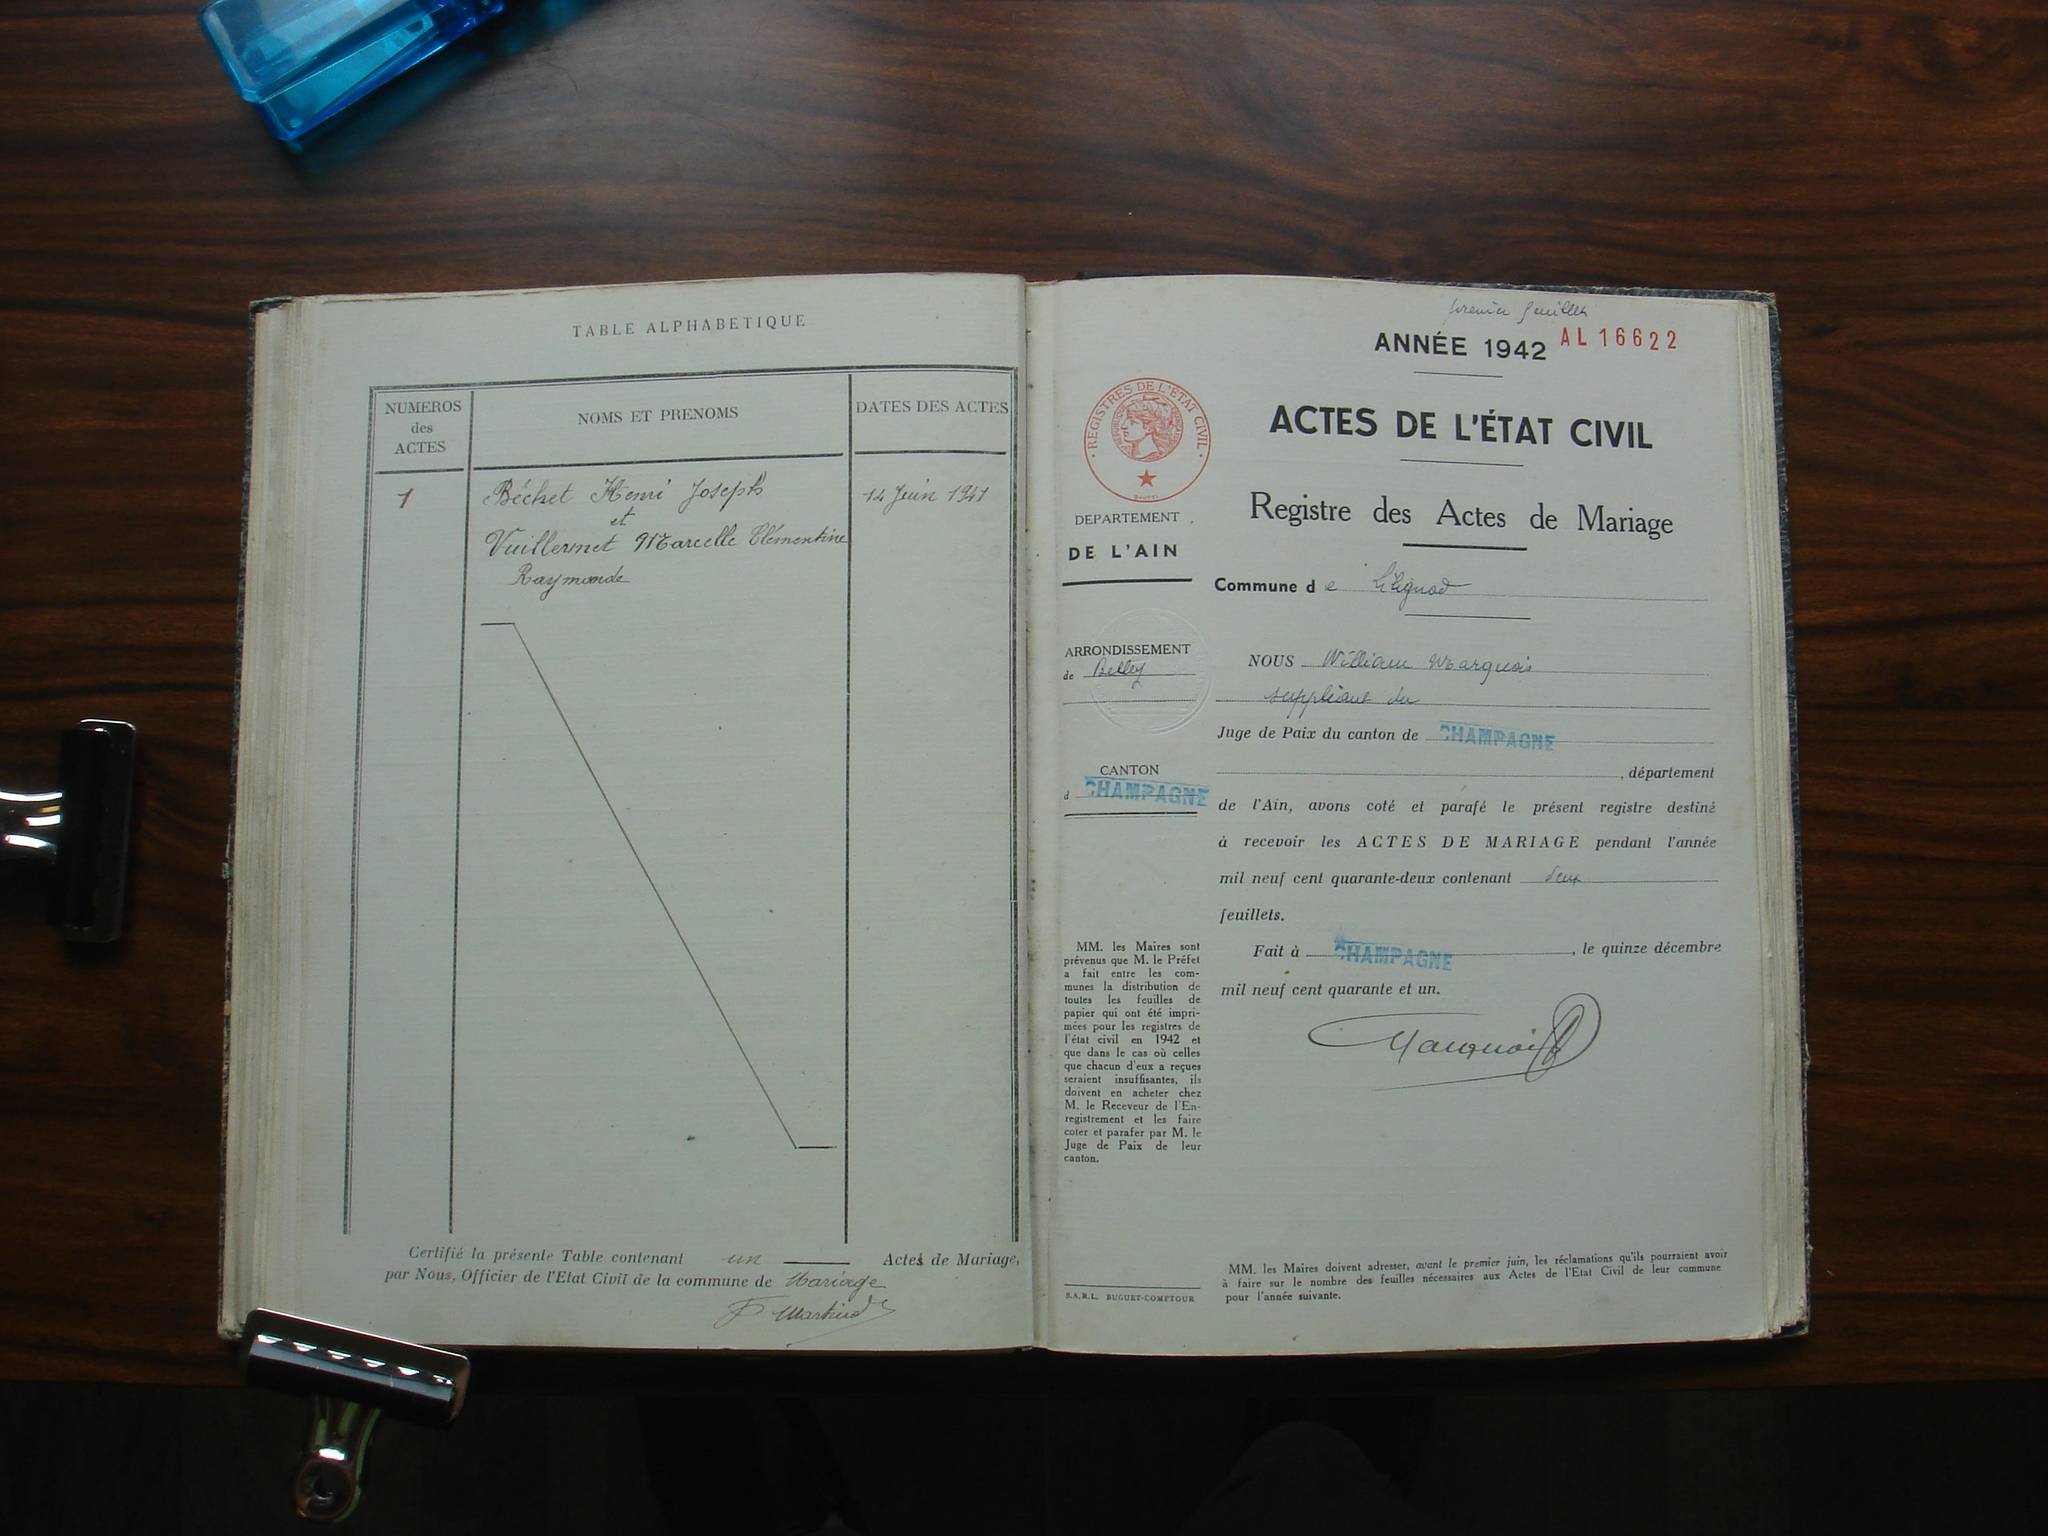 TABLE ALPHABETIQUE
NUMEROS
des
ACTES
NOMS ET PRENOMS
DATES DES ACTES
1
Béchet Henri Joseph
14 Juin 1941
et
Vuillermet Marcelle Clémentine
Raymonde
Certifié la présente Table contenant un Actes de Mariage,
par Nous, Officier de l'Etat Civil de la commune de Mariage
premier feuillet
ANNÉE 1942
AL 16622
REGISTRES DE L'ÉTAT CIVIL
ACTES DE L'ÉTAT CIVIL
Registre des Actes de Mariage
DEPARTEMENT
DE L'AIN
Commune de Lilignod
ARRONDISSEMENT
de Belley
CANTON
d CHAMPAGNE
NOUS William Marquois
suppléant du
Juge de Paix du canton de CHAMPAGNE
, département
de l'Ain, avons coté et parafé le présent registre destiné
à recevoir les ACTES DE MARIAGE pendant l'année
mil neuf cent quarante-deux contenant deux
feuillets.
Fait à CHAMPAGNE, le quinze décembre
mil neuf cent quarante et un.
MM. les Maires sont
prévenus que M. le Préfet
a fait entre les com-
munes la distribution de
toutes les feuilles de
papier qui ont été impri-
mées pour les registres de
l'état civil en 1942 et
que dans le cas où celles
que chacun d'eux a reçues
seraient insuffisantes, ils
doivent en acheter chez
M. le Receveur de l'En-
registrement et les faire
coter et parafer par M. le
Juge de Paix de leur
canton.
S.A.R.L. BUGUET-COMPTOUR
MM. les Maires doivent adresser, avant le premier juin, les réclamations qu'ils pourraient avoir
à faire sur le nombre des feuilles nécessaires aux Actes de l'Etat Civil de leur commune
pour l'année suivante.